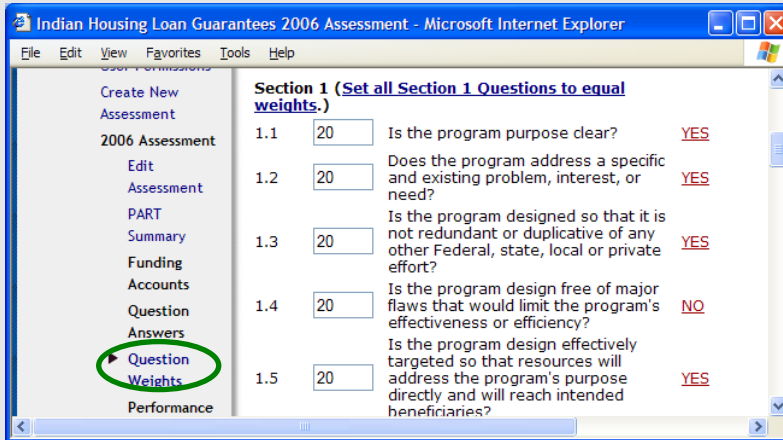 Indian Housing Loan Guarantees 2006 Assessment - Microsoft Internet Explorer
File Edit View Favorites Tools Help
User Permissions
Create New
Assessment
2006 Assessment
Edit
Assessment
PART
Summary
Funding
Accounts
Question
Answers
Question
Weights
Performance
Section 1 (Set all Section 1 Questions to equal
weights.)
1.1 20 Is the program purpose clear? YES
Does the program address a specific
1.2 20 and existing problem, interest, or YES
need?
Is the program designed so that it is
not redundant or duplicative of any
1.3 20 other Federal, state, local or private YES
effort?
Is the program design free of major
1.4 20 flaws that would limit the program's NO
effectiveness or efficiency?
Is the program design effectively
targeted so that resources will
1.5 20 address the program's purpose YES
directly and will reach intended
beneficiaries?